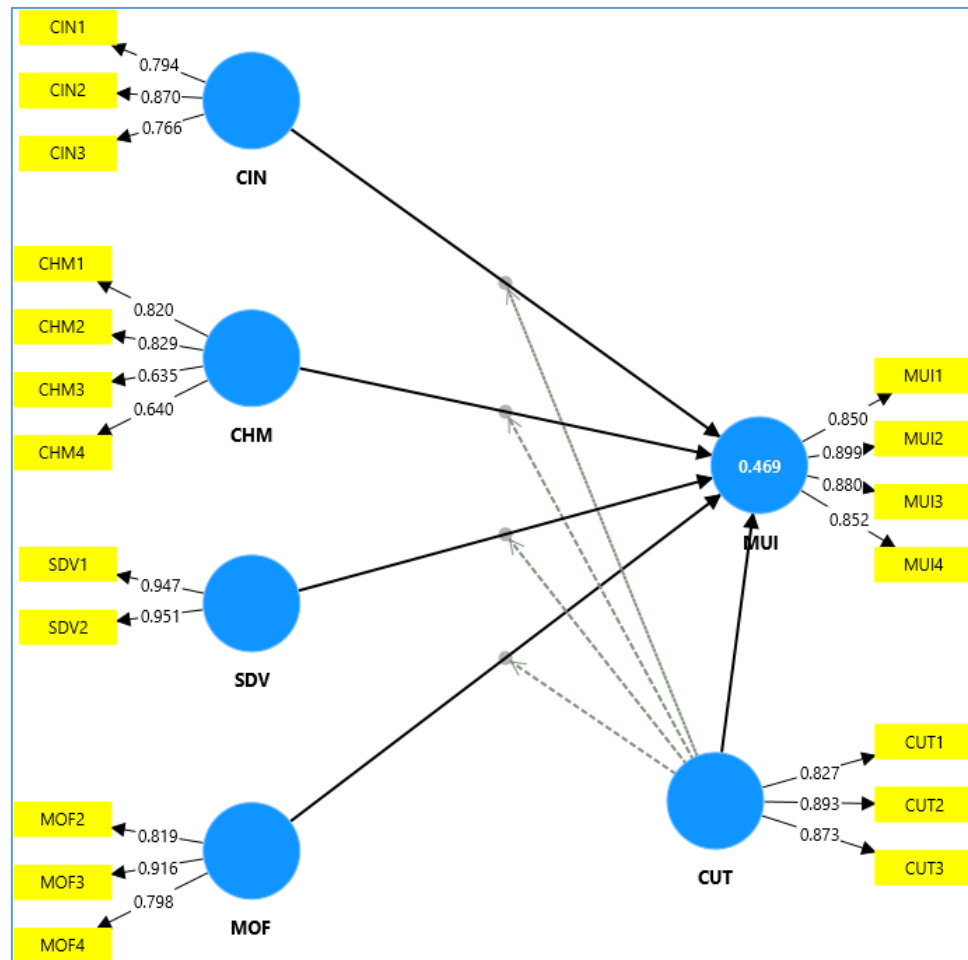 CIN1
0.794
CIN2
0.870
CIN3
0.766
CIN
CHM1
0.820
CHM2
0.829
CHM3
0.635
CHM4
0.640
CHM
SDV1
0.947
SDV2
0.951
SDV
MOF2
0.819
MOF3
0.916
MOF4
0.798
MOF
0.469
MUI
MUI1
0.850
MUI2
0.899
MUI3
0.880
MUI4
0.852
CUT1
0.827
CUT2
0.893
CUT3
0.873
CUT